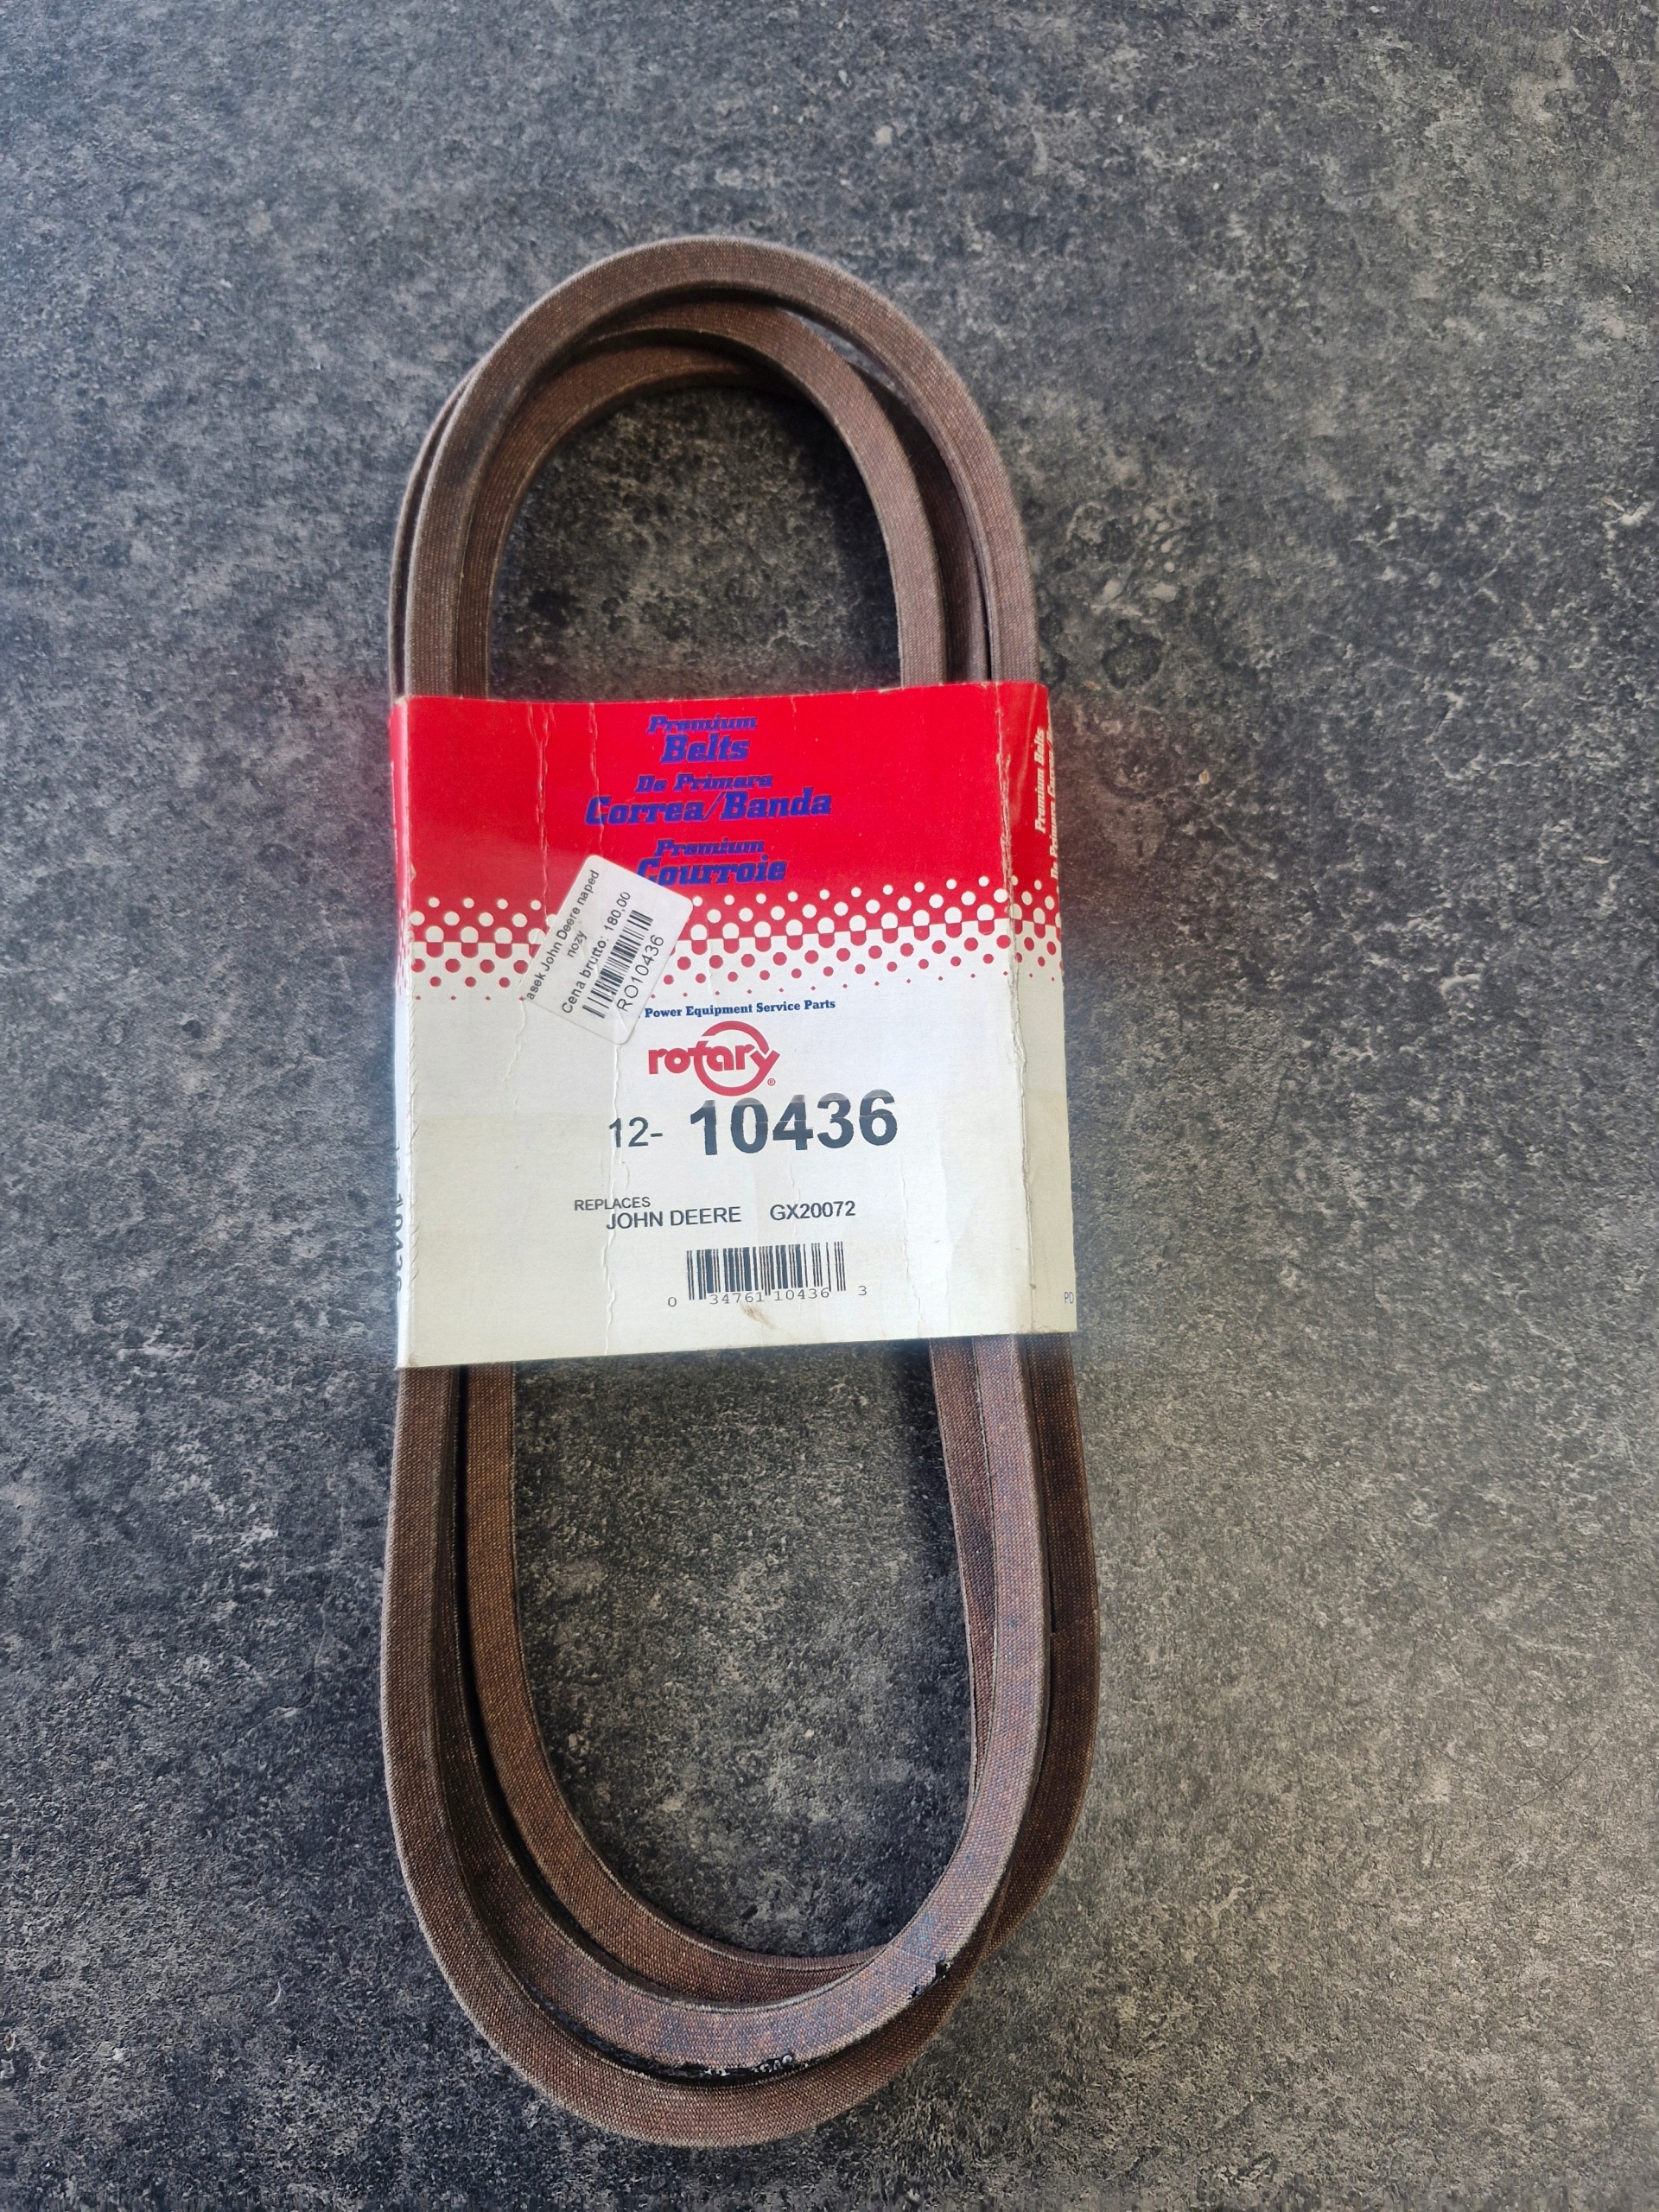 Premium
Belts
De Primera
Correa/Banda
Premium
Courroie
Premium Belts
asek John Deere naped
nozy
Cena brutto: 180,00
RO10436
Power Equipment Service Parts
rotary®
12- 10436
REPLACES
JOHN DEERE GX20072
0 34761 10436 3
PD